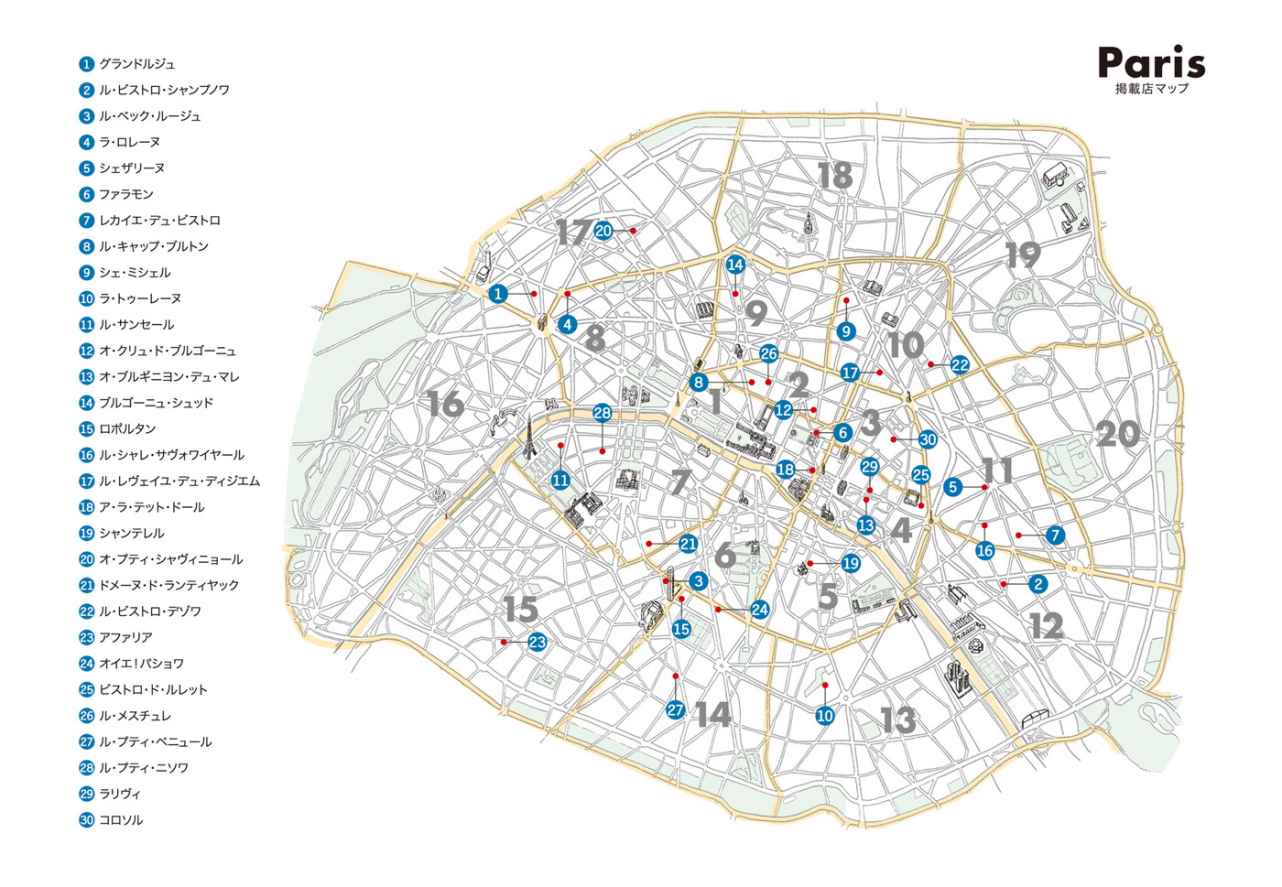 Paris
掲載店マップ
1 グランドルジュ
2 ル・ビストロ・シャンプノワ
3 ル・ベック・ルージュ
4 ラ・ロレーヌ
5 シェザリーヌ
6 ファラモン
7 レカイエ・デュ・ビストロ
8 ル・キャップ・ブルトン
9 シェ・ミシェル
10 ラ・トゥーレーヌ
11 ル・サンセール
12 オ・クリュ・ド・ブルゴーニュ
13 オ・ブルギニヨン・デュ・マレ
14 ブルゴーニュ・シュッド
15 ロポルタン
16 ル・シャレ・サヴォワイヤール
17 ル・レヴェイユ・デュ・ディジエム
18 ア・ラ・テット・ドール
19 シャンテレル
20 オ・プティ・シャヴィニョール
21 ドメーヌ・ド・ランティヤック
22 ル・ビストロ・デゾワ
23 アファリア
24 オイエ！パショワ
25 ビストロ・ド・ルレット
26 ル・メスチュレ
27 ル・プティ・ペニュール
28 ル・プティ・ニソワ
29 ラリヴィ
30 コロソル
18
17 20
19
14
1
4
8
9
9
10
26
17
22
8
2
16
28
1
12
3
6
30
20
11
7
18
29
25
5
11
13
4
16
7
21
6
3
19
2
15
24
5
15
12
23
27
14
10
13